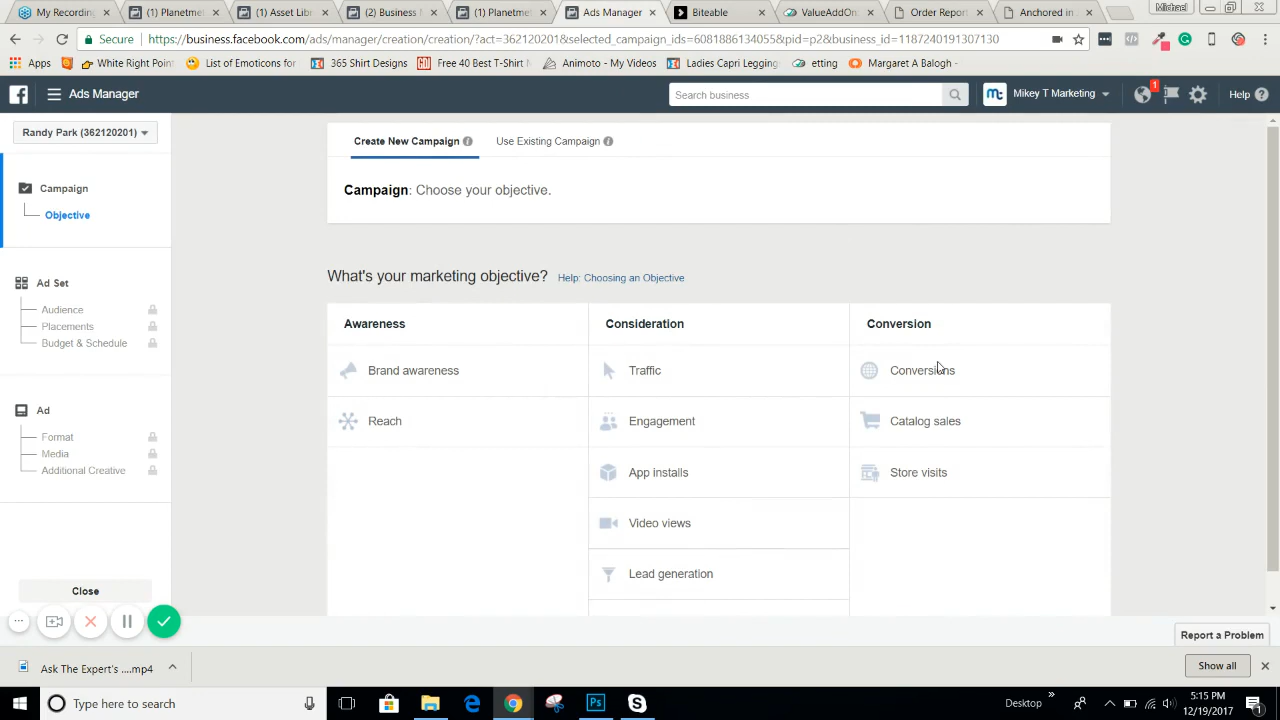 My Recording
(1) Planetme
(1) Asset Lib
(2) Business
(1) Planetme
Ads Manager
Biteable
ValueAddOn
Order Report
Anchored in
Michael
Secure
https://business.facebook.com/ads/manager/creation/creation/?act=362120201&selected_campaign_ids=6081886134055&pid=p2&business_id=1187240191307130
Apps
White Right Point
List of Emoticons for
365 Shirt Designs
Free 40 Best T-Shirt
Animoto - My Videos
Ladies Capri Legging
etting
Margaret A Balogh -
Ads Manager
Search business
Mikey T Marketing
1
Help
Randy Park (362120201)
Create New Campaign
Use Existing Campaign
Campaign
Objective
Campaign: Choose your objective.
Ad Set
Audience
Placements
Budget & Schedule
What's your marketing objective? Help: Choosing an Objective
Awareness
Consideration
Conversion
Brand awareness
Traffic
Conversions
Reach
Engagement
Catalog sales
App installs
Store visits
Video views
Lead generation
Ad
Format
Media
Additional Creative
Close
Report a Problem
Ask The Expert's ....mp4
Show all
Type here to search
Desktop
5:15 PM
12/19/2017
1